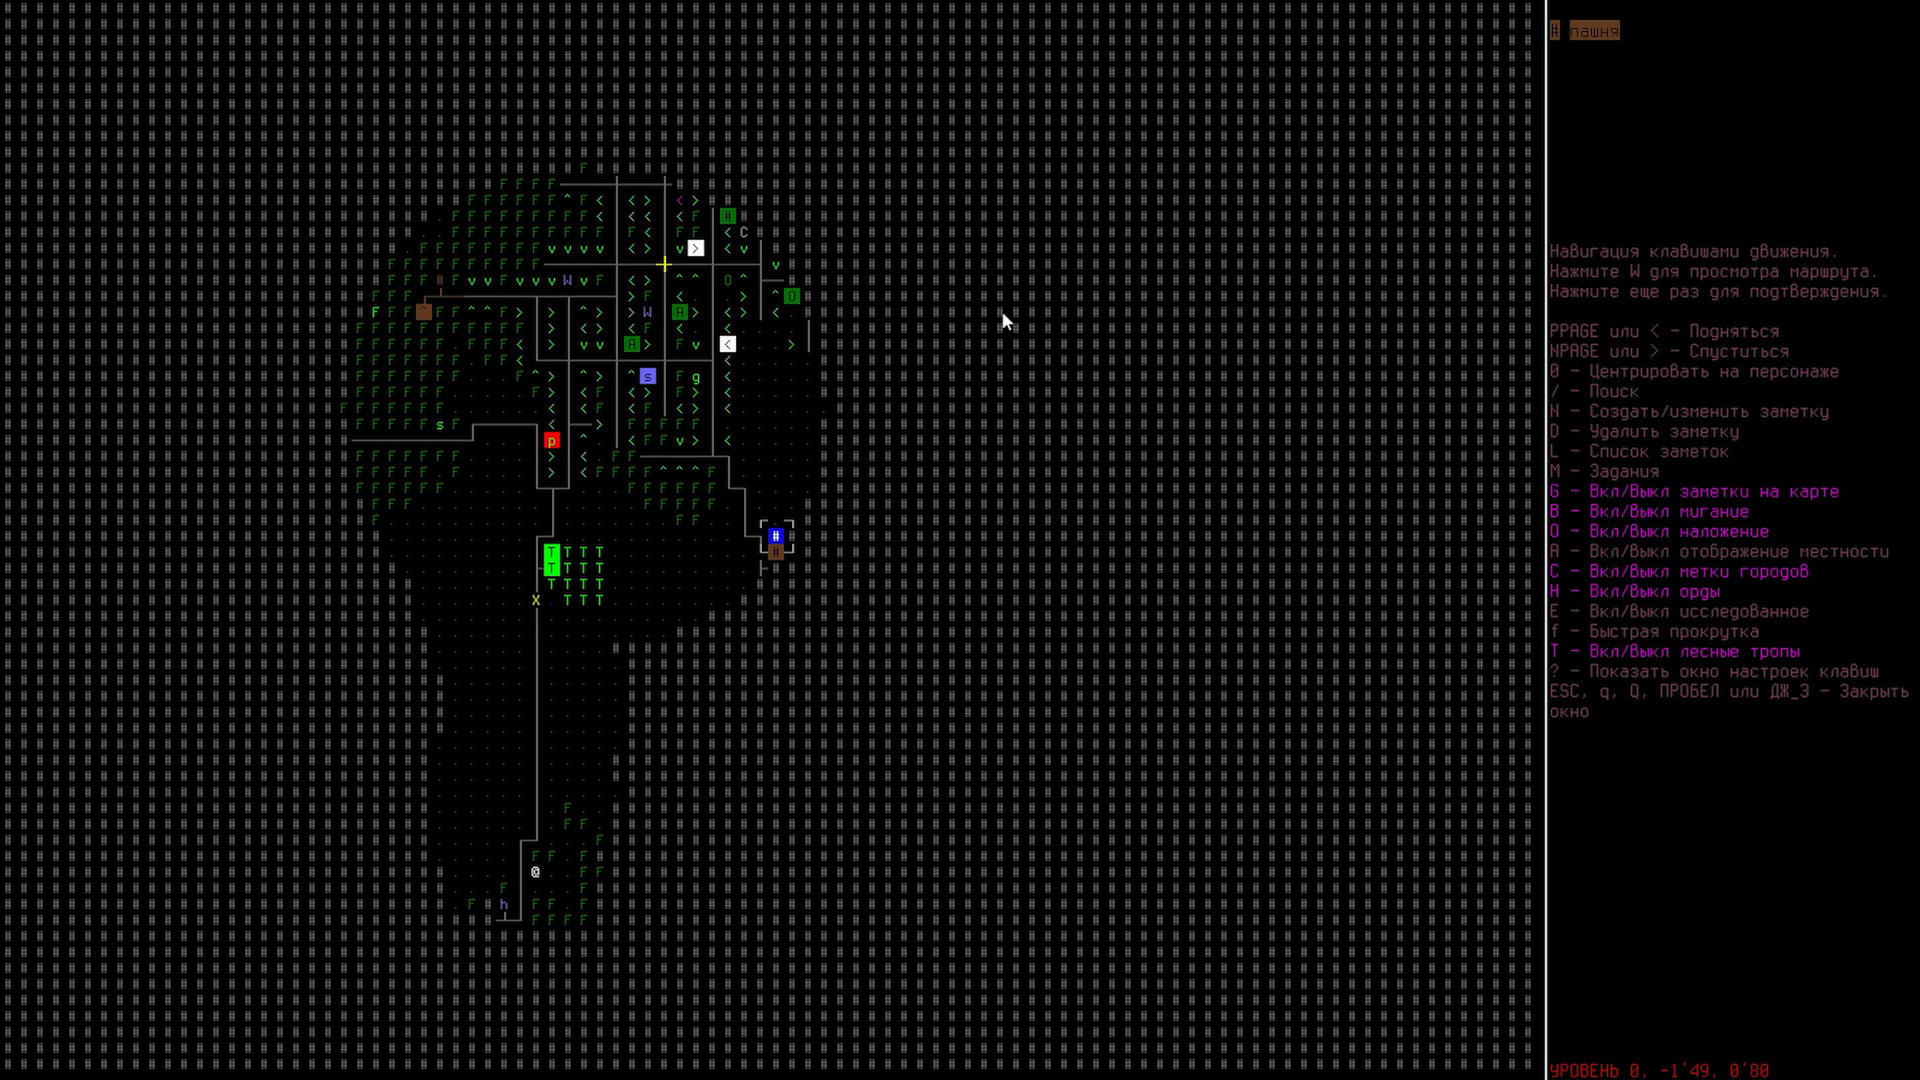 # пашня
Навигация клавишами движения.
Нажмите W для просмотра маршрута.
Нажмите еще раз для подтверждения.
PPAGE или < - Подняться
NPAGE или > - Спуститься
0 - Центрировать на персонаже
/ - Поиск
N - Создать/изменить заметку
D - Удалить заметку
L - Список заметок
M - Задания
G - Вкл/Выкл заметки на карте
B - Вкл/Выкл мигание
O - Вкл/Выкл наложение
A - Вкл/Выкл отображение местности
C - Вкл/Выкл метки городов
H - Вкл/Выкл орды
E - Вкл/Выкл исследованное
f - Быстрая прокрутка
T - Вкл/Выкл лесные тропы
? - Показать окно настроек клавиш
ESC, q, Q, ПРОБЕЛ или ДЖ_3 - Закрыть
окно
УРОВЕНЬ 0, -1'49, 0'80